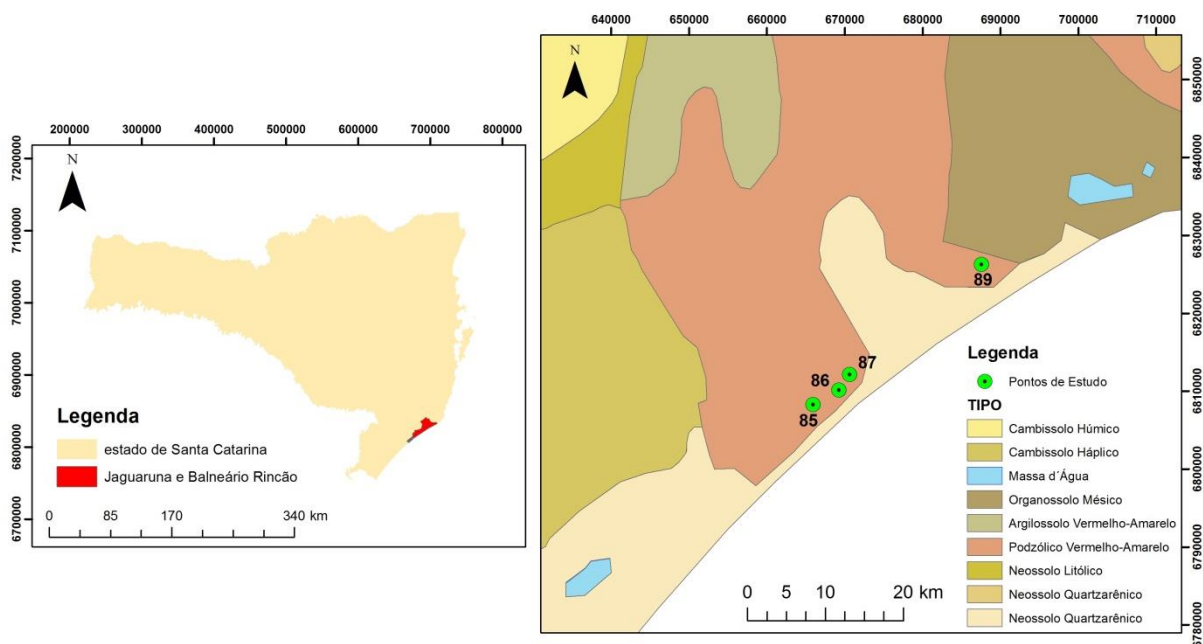 200000 300000 400000 500000 600000 700000 800000
7200000
7100000
7000000
6900000
6800000
6700000
N
Legenda
estado de Santa Catarina
Jaguaruna e Balneário Rincão
0 85 170 340 km
640000 650000 660000 670000 680000 690000 700000 710000
6850000
6840000
6830000
6820000
6810000
6800000
6790000
6780000
N
89
87
86
85
Legenda
Pontos de Estudo
TIPO
Cambissolo Húmico
Cambissolo Háplico
Massa d´Água
Organossolo Mésico
Argilossolo Vermelho-Amarelo
Podzólico Vermelho-Amarelo
Neossolo Litólico
Neossolo Quartzarênico
Neossolo Quartzarênico
0 5 10 20 km